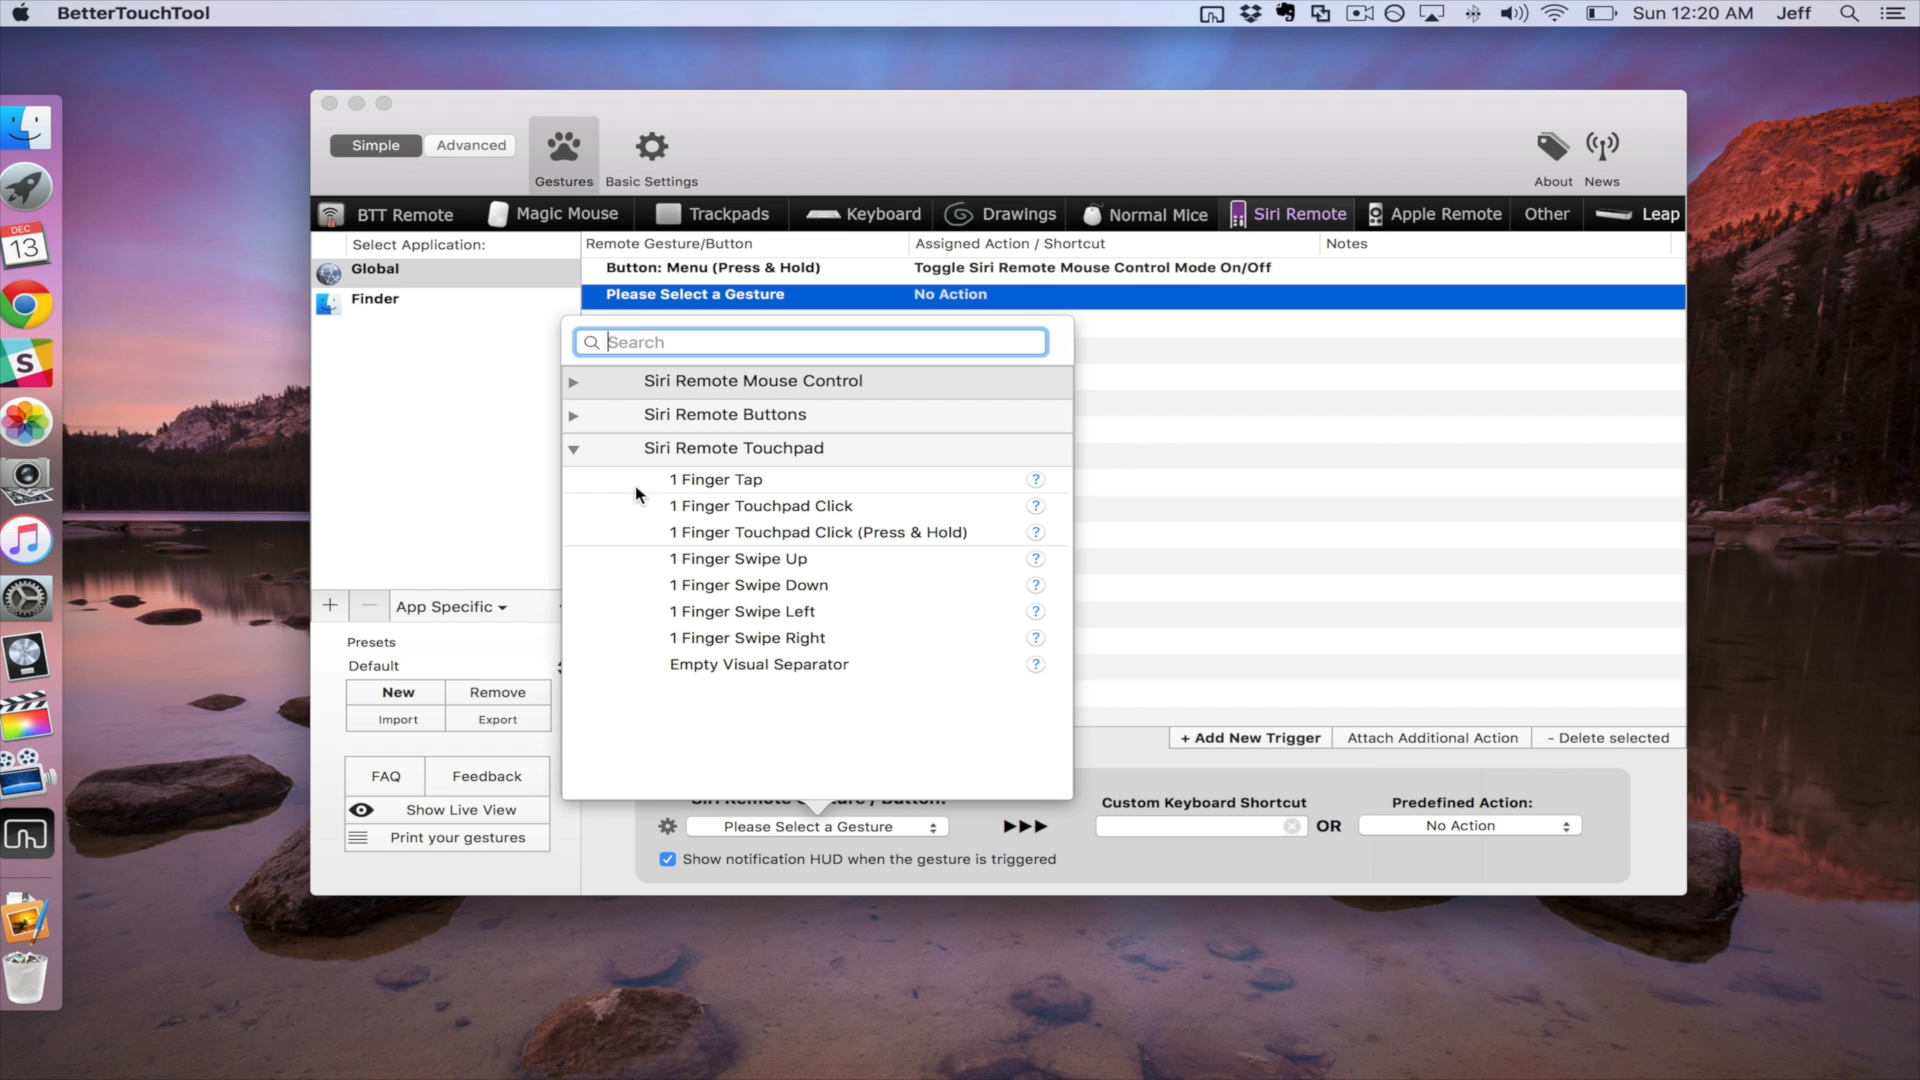 BetterTouchTool
Sun 12:20 AM Jeff
Simple Advanced
Gestures Basic Settings About News
BTT Remote Magic Mouse Trackpads Keyboard Drawings Normal Mice Siri Remote Apple Remote Other Leap
Select Application: Remote Gesture/Button Assigned Action / Shortcut Notes
Global Button: Menu (Press & Hold) Toggle Siri Remote Mouse Control Mode On/Off
Finder Please Select a Gesture No Action
Search
Siri Remote Mouse Control
Siri Remote Buttons
Siri Remote Touchpad
1 Finger Tap ?
1 Finger Touchpad Click ?
1 Finger Touchpad Click (Press & Hold) ?
1 Finger Swipe Up ?
1 Finger Swipe Down ?
1 Finger Swipe Left ?
1 Finger Swipe Right ?
Empty Visual Separator ?
DEC
13
S
+ − App Specific
Presets
Default
New Remove
Import Export
FAQ Feedback
Show Live View
Print your gestures
+ Add New Trigger Attach Additional Action - Delete selected
Custom Keyboard Shortcut Predefined Action:
Please Select a Gesture OR No Action
Show notification HUD when the gesture is triggered